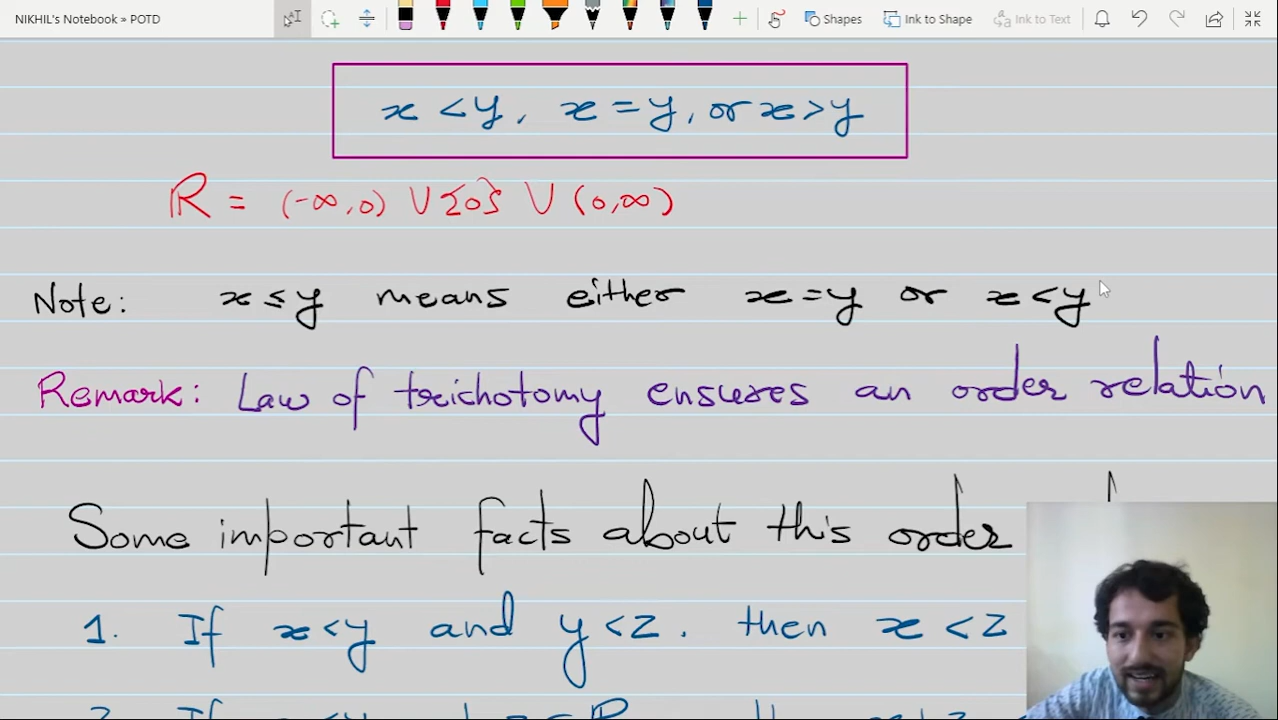 NIKHIL's Notebook » POTD
Shapes Ink to Shape Ink to Text
x < y, x = y, or x > y
R = (-∞,0) ∪ {0} ∪ (0,∞)
Note: x ≤ y means either x = y or x < y
Remark: Law of trichotomy ensures an order relation
Some important facts about this order
1. If x < y and y < z. then x < z